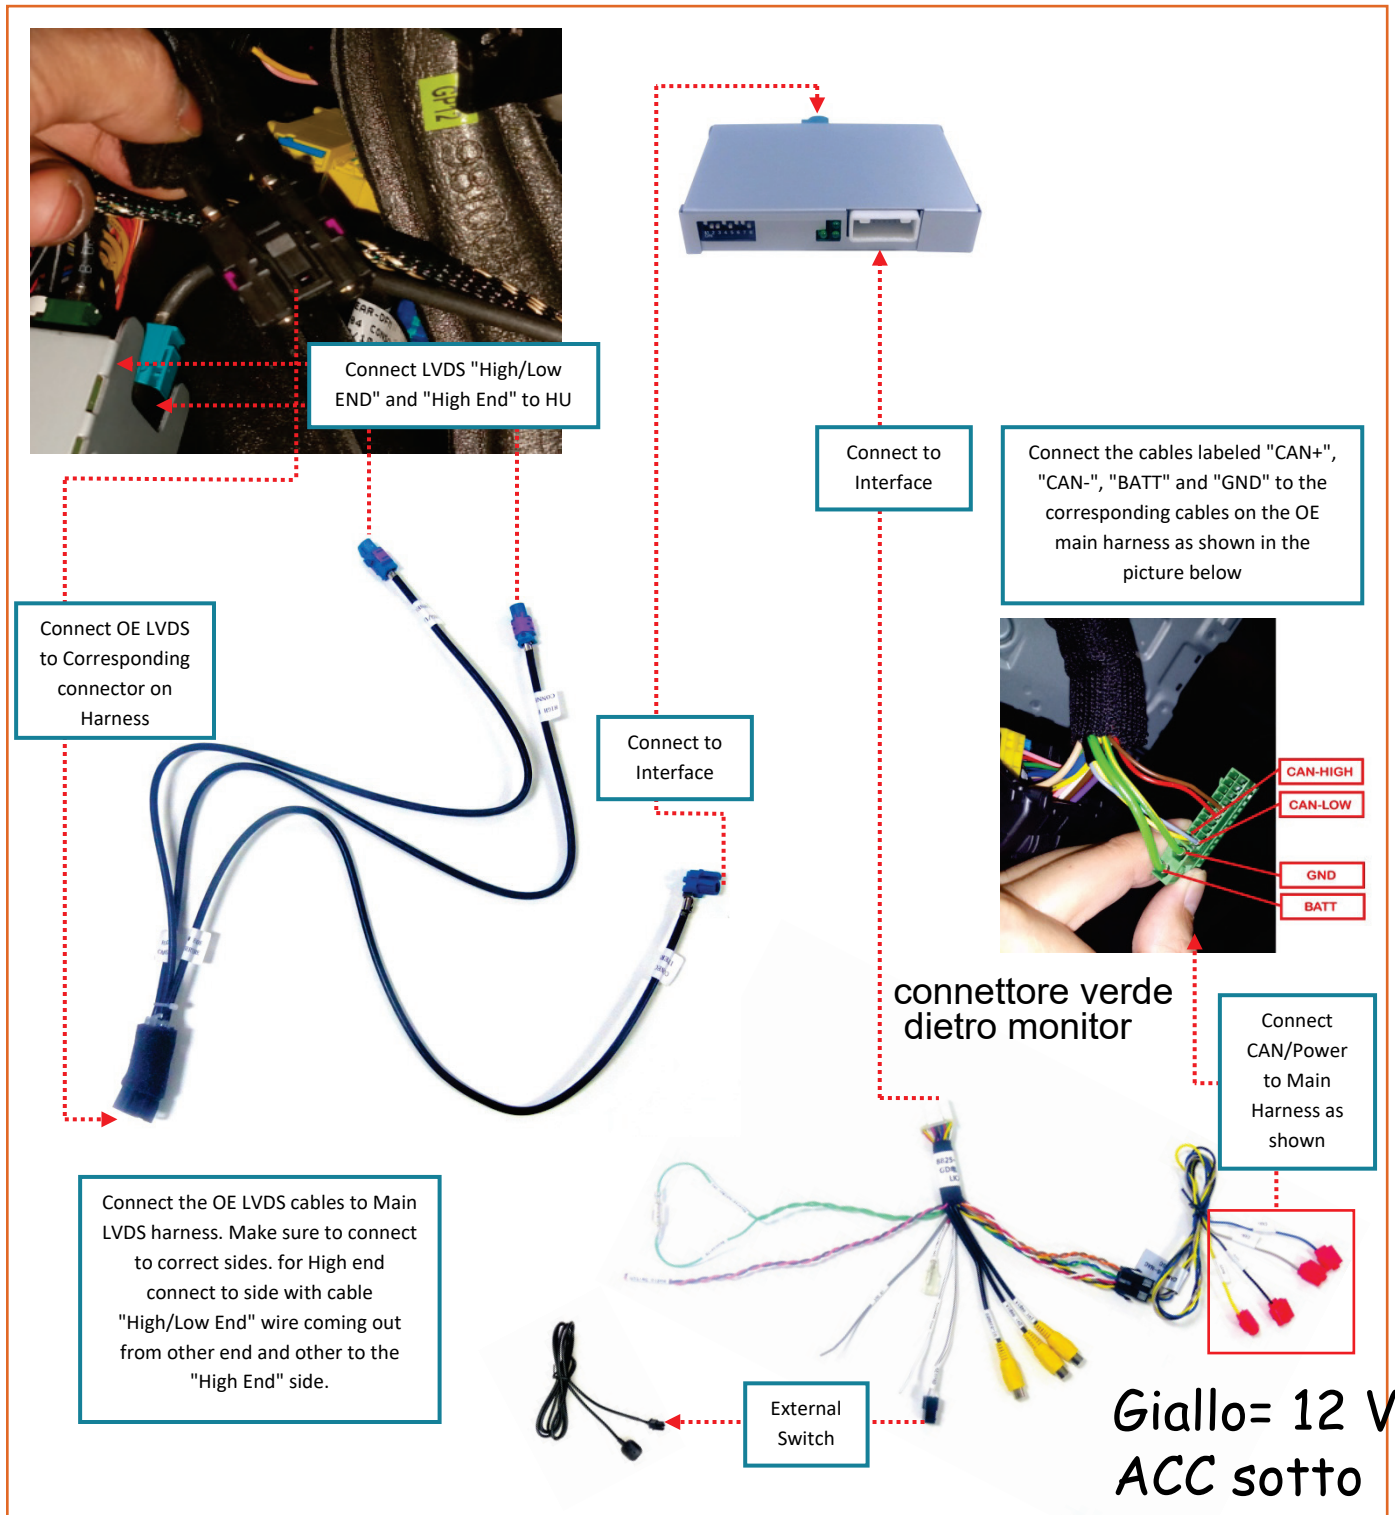 GP12
Connect LVDS "High/Low
END" and "High End" to HU
Connect to
Interface
Connect the cables labeled "CAN+",
"CAN-", "BATT" and "GND" to the
corresponding cables on the OE
main harness as shown in the
picture below
Connect OE LVDS
to Corresponding
connector on
Harness
Connect to
Interface
CAN-HIGH
CAN-LOW
GND
BATT
connettore verde
dietro monitor
Connect
CAN/Power
to Main
Harness as
shown
Connect the OE LVDS cables to Main
LVDS harness. Make sure to connect
to correct sides. for High end
connect to side with cable
"High/Low End" wire coming out
from other end and other to the
"High End" side.
External
Switch
Giallo= 12 V
ACC sotto